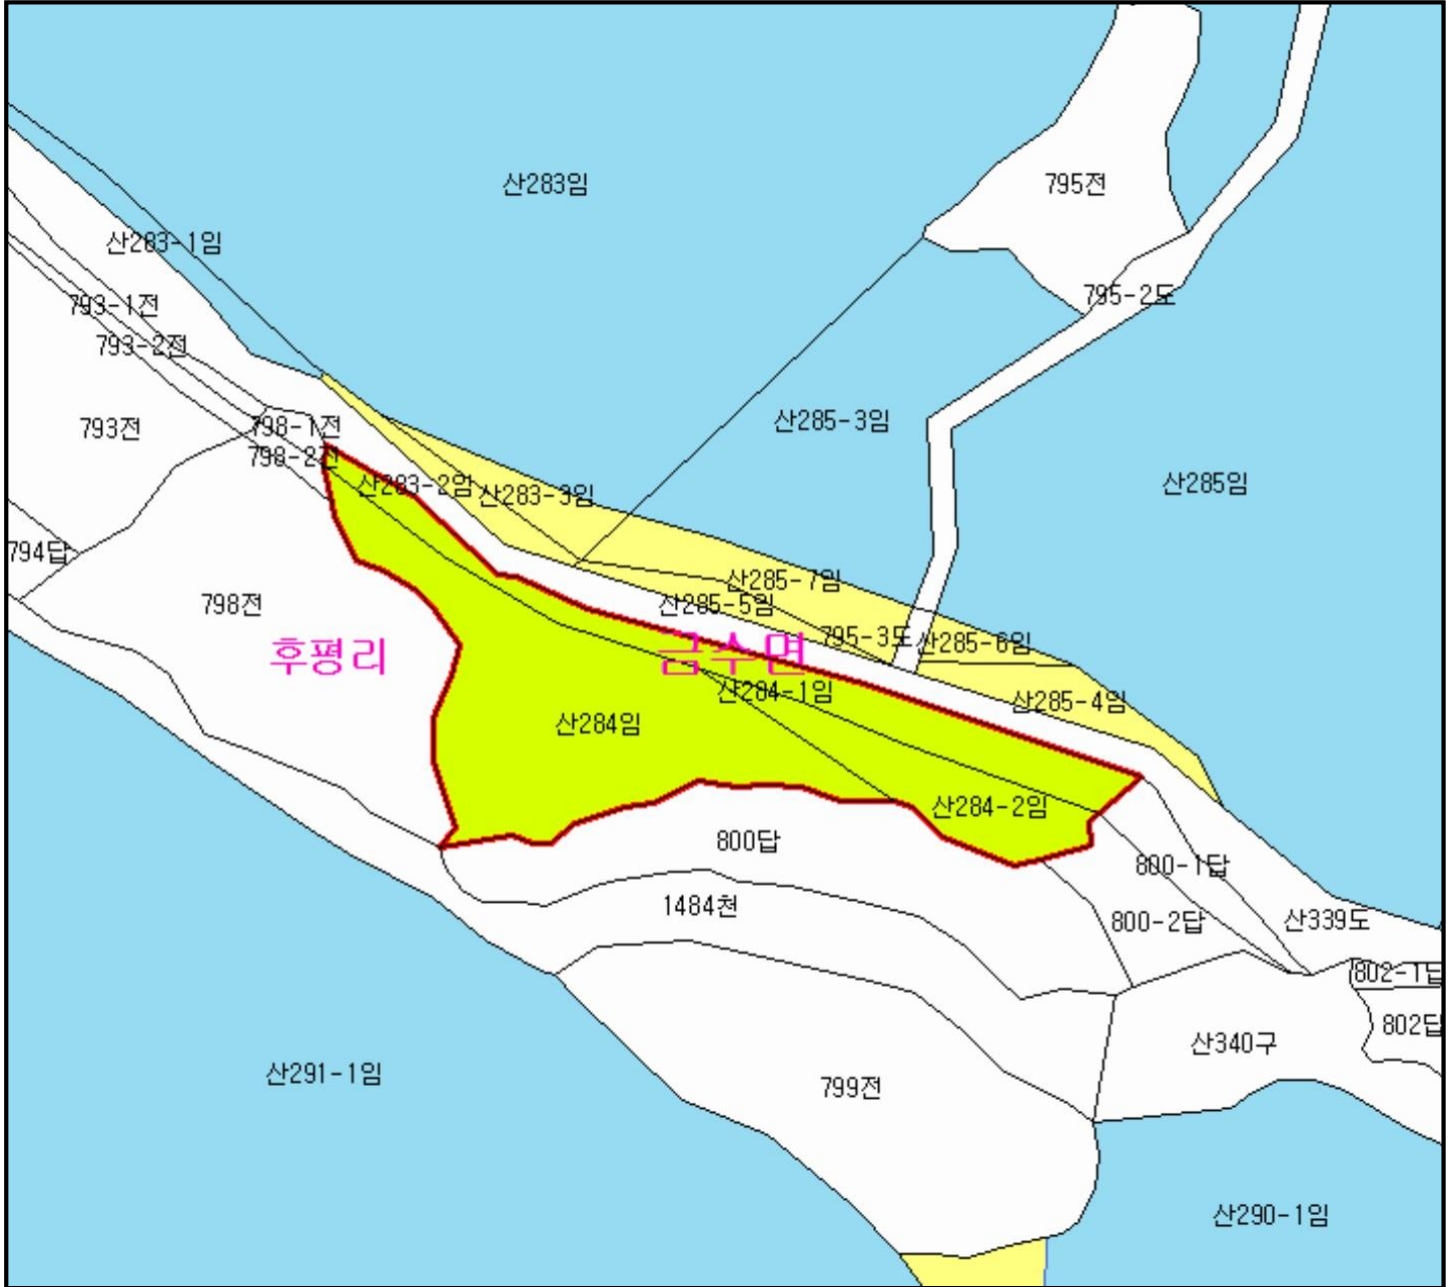 산283임
795전
산283-1임
795-2도
793-1전
793-2전
산285-3임
793전
798-1전
798-2전
산285임
산283-2임
산283-3임
794답
산285-7임
798전
산285-5임
795-3도
산285-6임
후평리
금수면
산284-1임
산285-4임
산284임
산284-2임
800답
800-1답
1484천
800-2답
산339도
802-1답
802답
산340구
산291-1임
799전
산290-1임